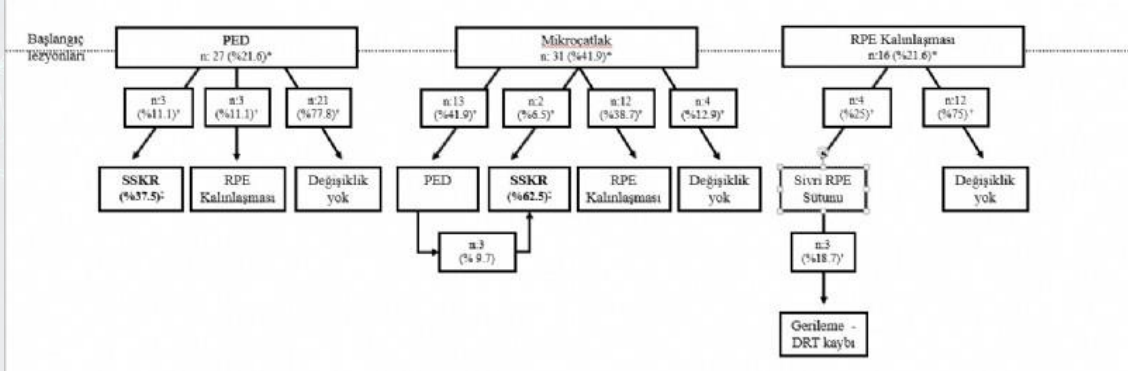 Başlangıç
lezyonları
PED
n: 27 (%21.6)*
Mikroçatlak
n: 31 (%41.9)*
RPE Kalınlaşması
n:16 (%21.6)*
n:3
(%11.1)⁺
n:3
(%11.1)⁺
n:21
(%77.8)⁺
n:13
(%41.9)⁺
n:2
(%6.5)⁺
n:12
(%38.7)⁺
n:4
(%12.9)⁺
n:4
(%25)⁺
n:12
(%75)⁺
SSKR
(%37.5)
RPE
Kalınlaşması
Değişiklik
yok
PED
SSKR
(%62.5)
RPE
Kalınlaşması
Değişiklik
yok
Sivri RPE
Sütunu
Değişiklik
yok
n:3
(% 9.7)
n:3
(%18.7)⁺
Gerileme -
DRT kaybı